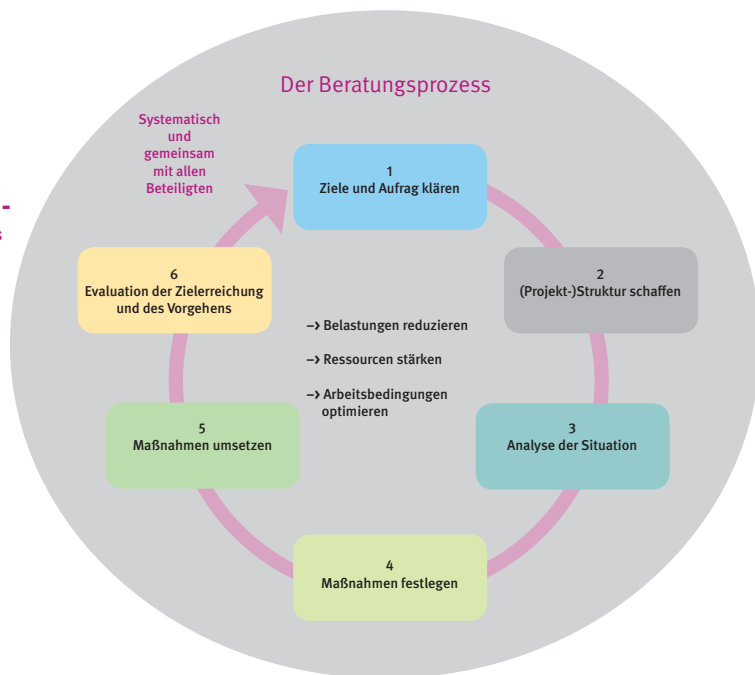 Der Beratungsprozess
Systematisch
und
gemeinsam
mit allen
Beteiligten
1
Ziele und Aufrag klären
2
(Projekt-)Struktur schaffen
3
Analyse der Situation
4
Maßnahmen festlegen
5
Maßnahmen umsetzen
6
Evaluation der Zielerreichung
und des Vorgehens
–> Belastungen reduzieren
–> Ressourcen stärken
–> Arbeitsbedingungen
optimieren
-
s